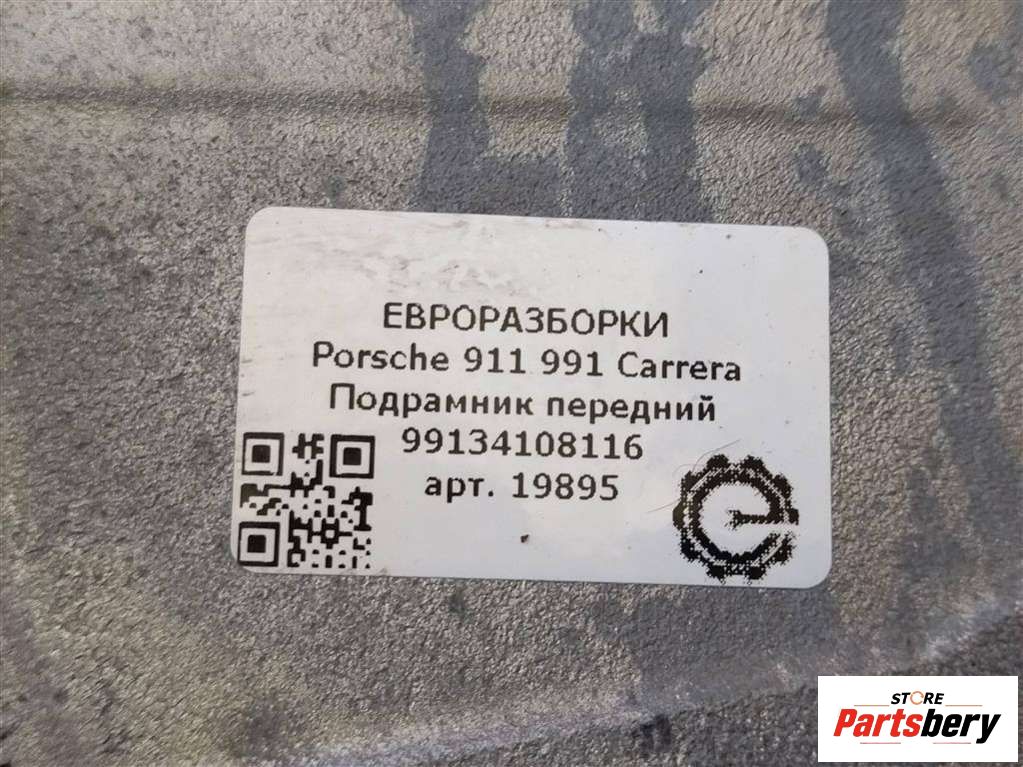 ЕВРОРАЗБОРКИ
Porsche 911 991 Carrera
Подрамник передний
99134108116
арт. 19895
STORE
Partsbery